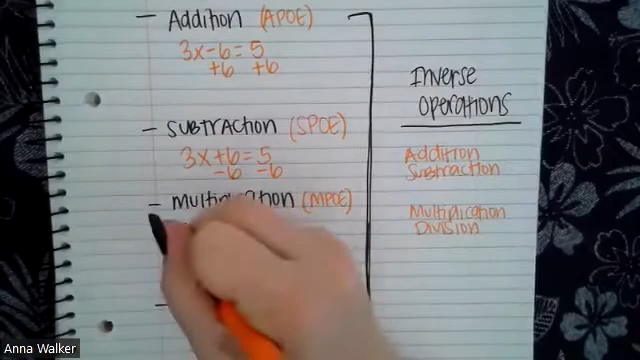 - Addition (APOE)
3x-6=5
+6 +6
- Subtraction (SPOE)
3x+6=5
-6 -6
- Multiplication (MPOE)
-
Inverse
Operations
Addition
Subtraction
Multiplication
Division
Anna Walker